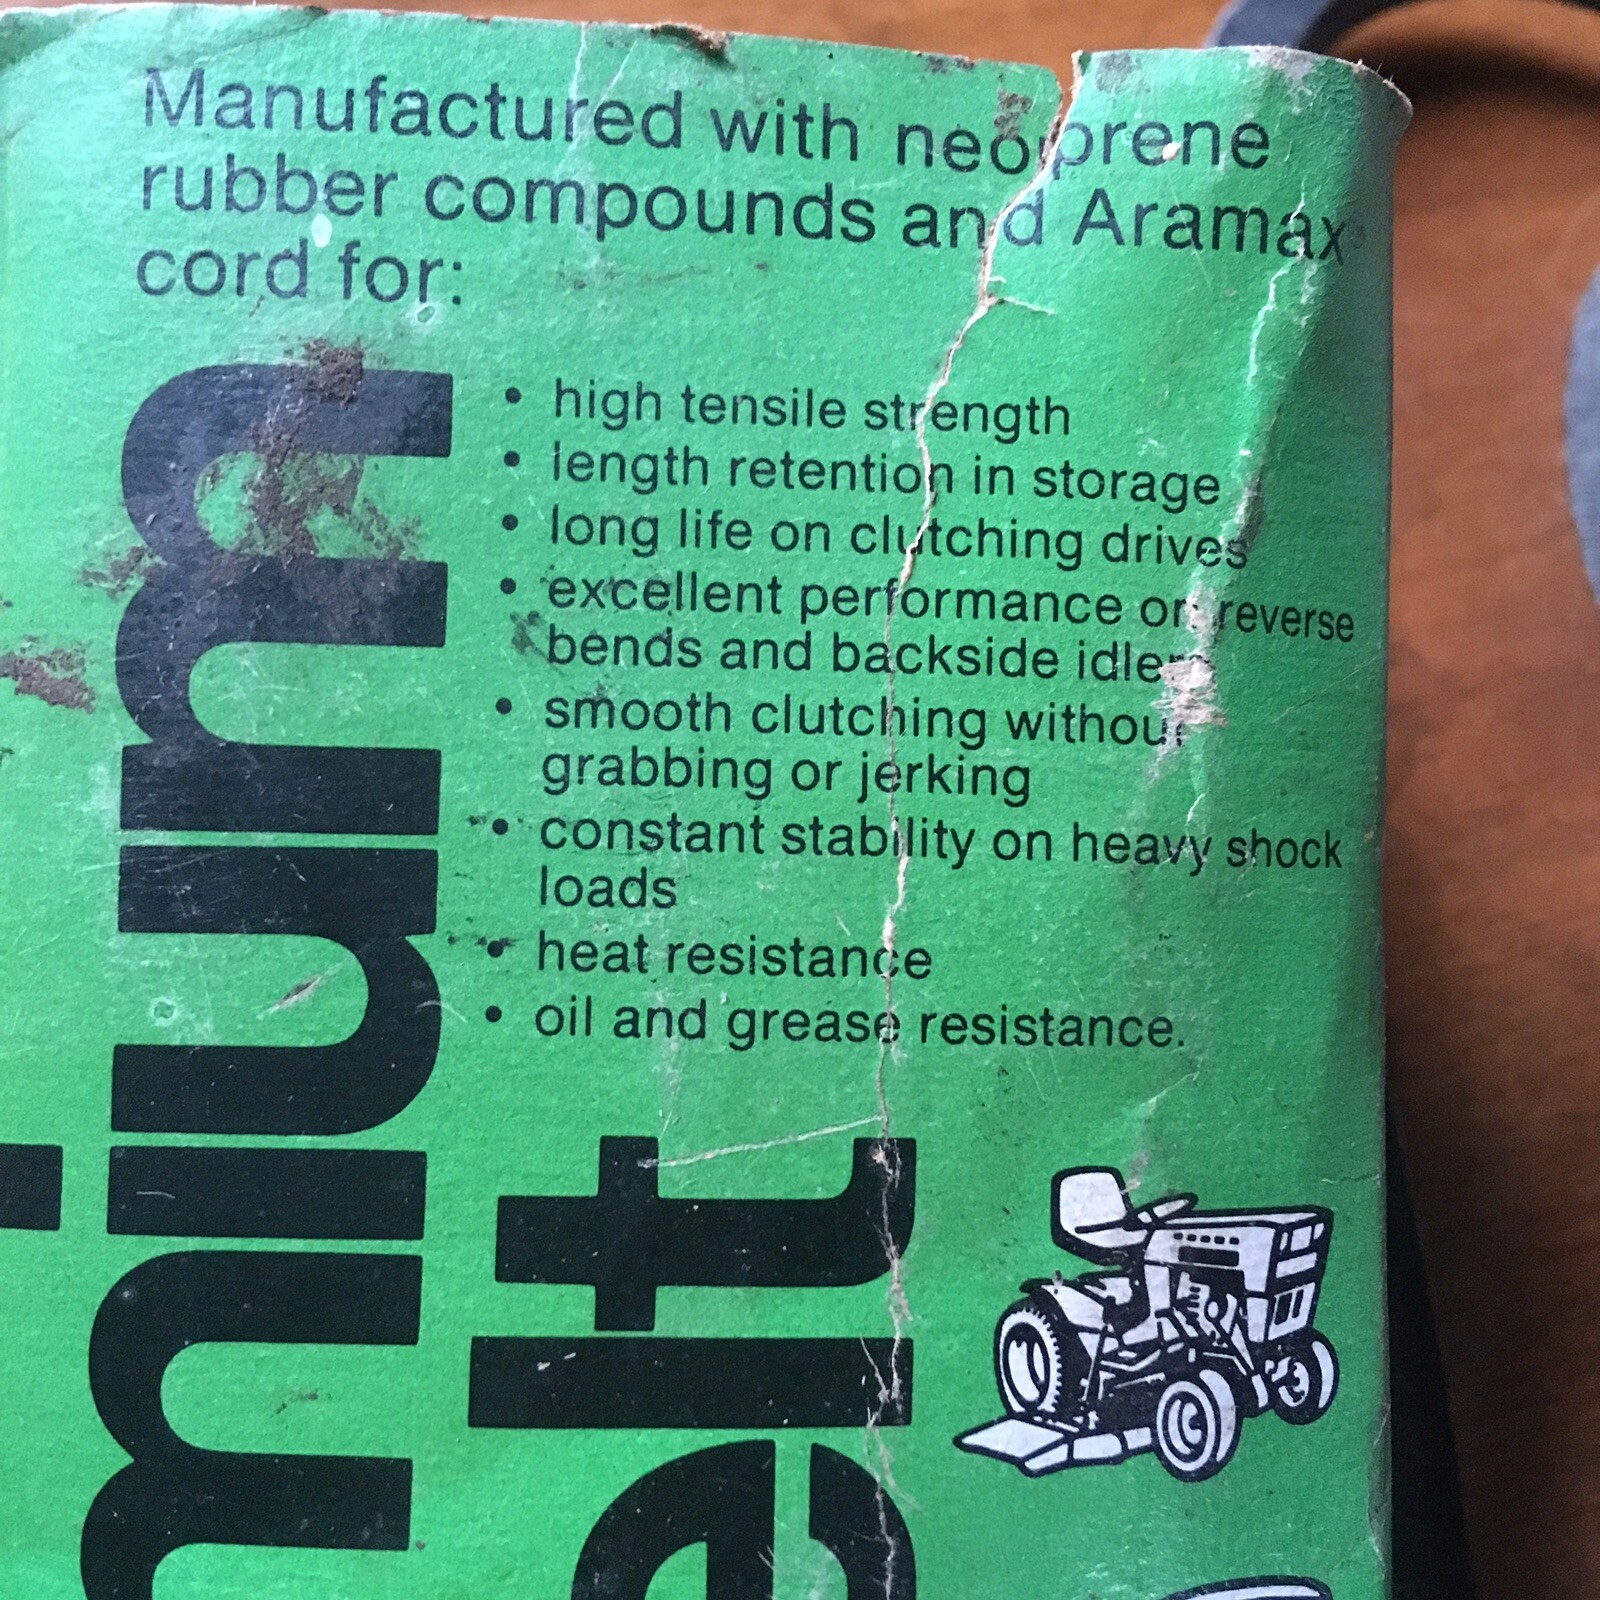 Manufactured with neoprene
rubber compounds and Aramax®
cord for:
• high tensile strength
• length retention in storage
• long life on clutching drives
• excellent performance on reverse
bends and backside idlers
• smooth clutching without
grabbing or jerking
• constant stability on heavy shock
loads
• heat resistance
• oil and grease resistance.
mium
elt